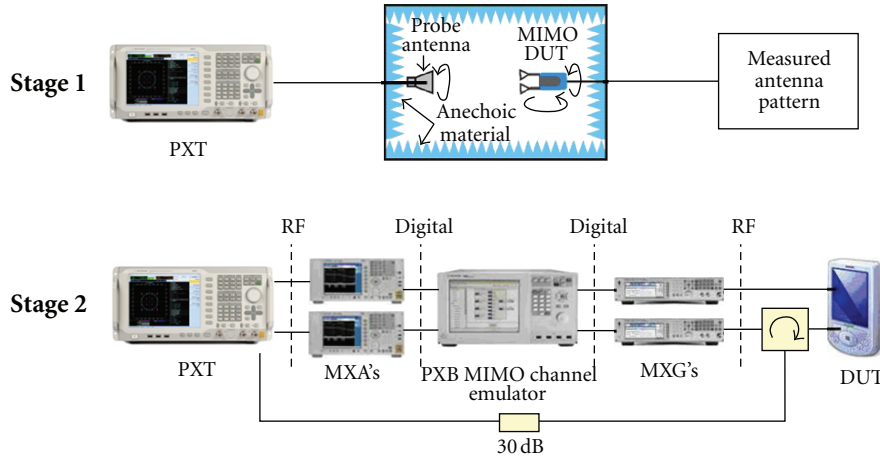 Stage 1
PXT
Probe
antenna
MIMO
DUT
Anechoic
material
Measured
antenna
pattern
Stage 2
RF
Digital
Digital
RF
PXT
MXA's
PXB MIMO channel
emulator
MXG's
DUT
30 dB